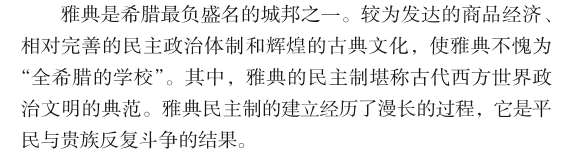 雅典是希腊最负盛名的城邦之一。较为发达的商品经济、
相对完善的民主政治体制和辉煌的古典文化，使雅典不愧为
“全希腊的学校”。其中，雅典的民主制堪称古代西方世界政
治文明的典范。雅典民主制的建立经历了漫长的过程，它是平
民与贵族反复斗争的结果。